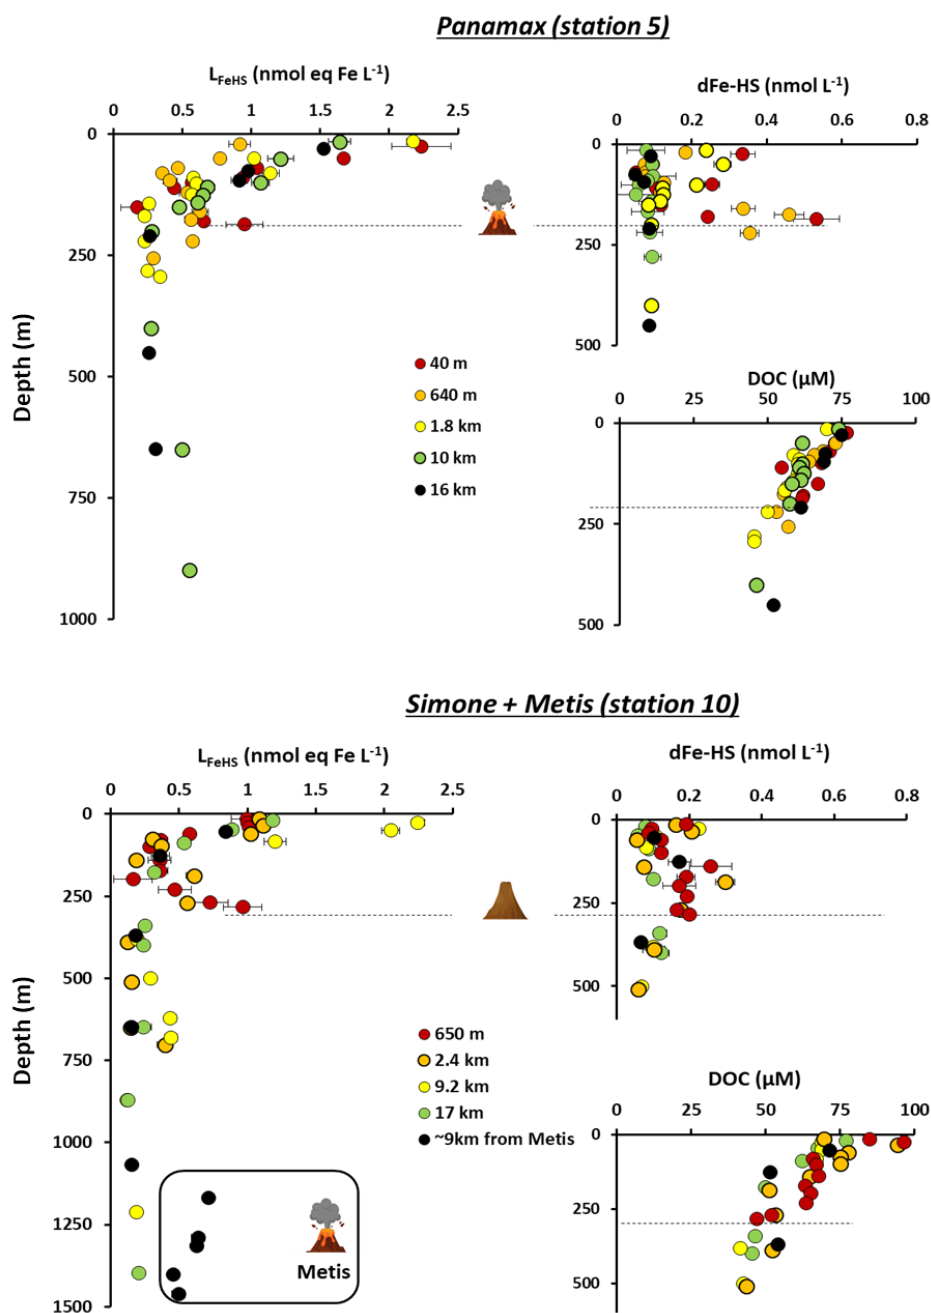 Panamax (station 5)
L_FeHS (nmol eq Fe L⁻¹)
0 0.5 1 1.5 2 2.5
0
250
500
750
1000
Depth (m)
40 m
640 m
1.8 km
10 km
16 km
dFe-HS (nmol L⁻¹)
0 0.2 0.4 0.6 0.8
0
250
500
DOC (µM)
0 25 50 75 100
0
250
500
Simone + Metis (station 10)
L_FeHS (nmol eq Fe L⁻¹)
0 0.5 1 1.5 2 2.5
0
250
500
750
1000
1250
1500
Depth (m)
650 m
2.4 km
9.2 km
17 km
~9km from Metis
Metis
dFe-HS (nmol L⁻¹)
0 0.2 0.4 0.6 0.8
0
250
500
DOC (µM)
0 25 50 75 100
0
250
500